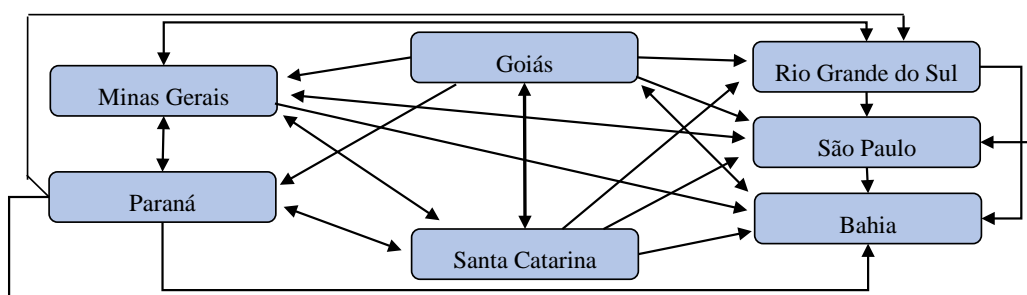 Goiás
Rio Grande do Sul
Minas Gerais
São Paulo
Paraná
Bahia
Santa Catarina